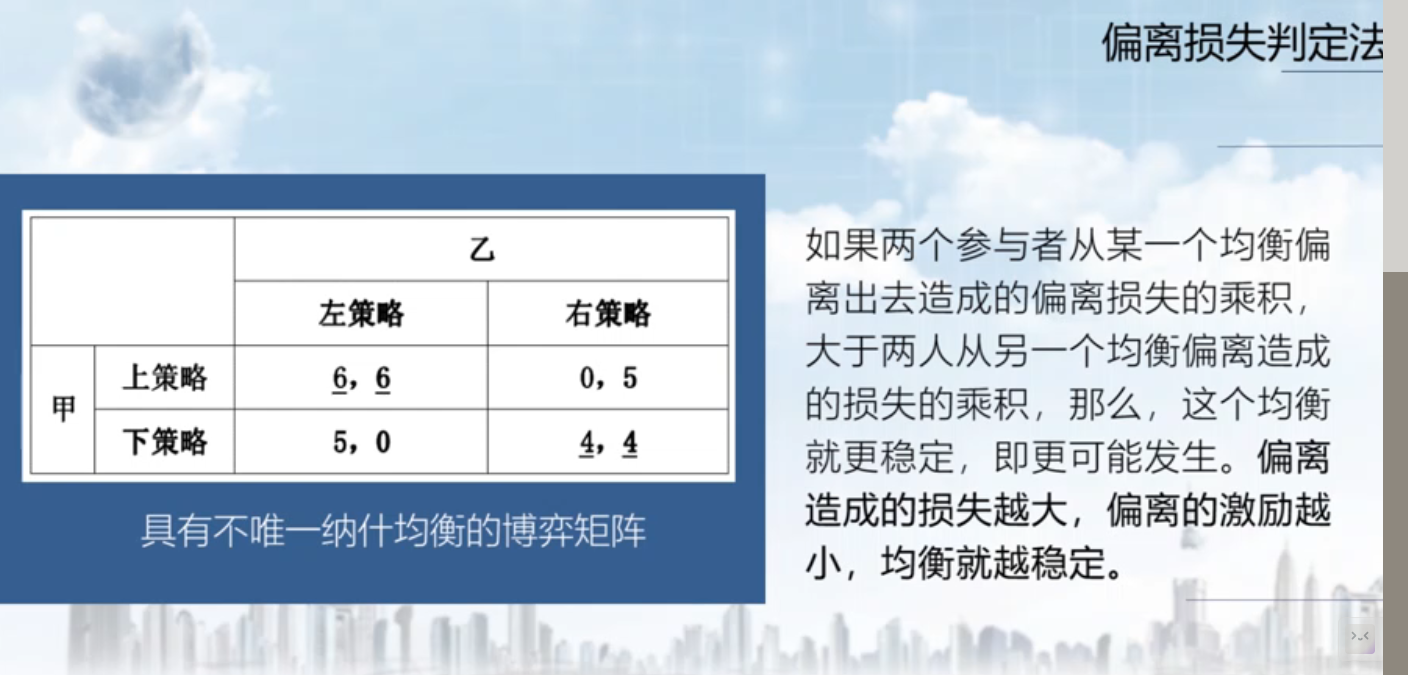 偏离损失判定法
乙
左策略 右策略
甲
上策略 6，6 0，5
下策略 5，0 4，4
具有不唯一纳什均衡的博弈矩阵
如果两个参与者从某一个均衡偏
离出去造成的偏离损失的乘积，
大于两人从另一个均衡偏离造成
的损失的乘积，那么，这个均衡
就更稳定，即更可能发生。偏离
造成的损失越大，偏离的激励越
小，均衡就越稳定。